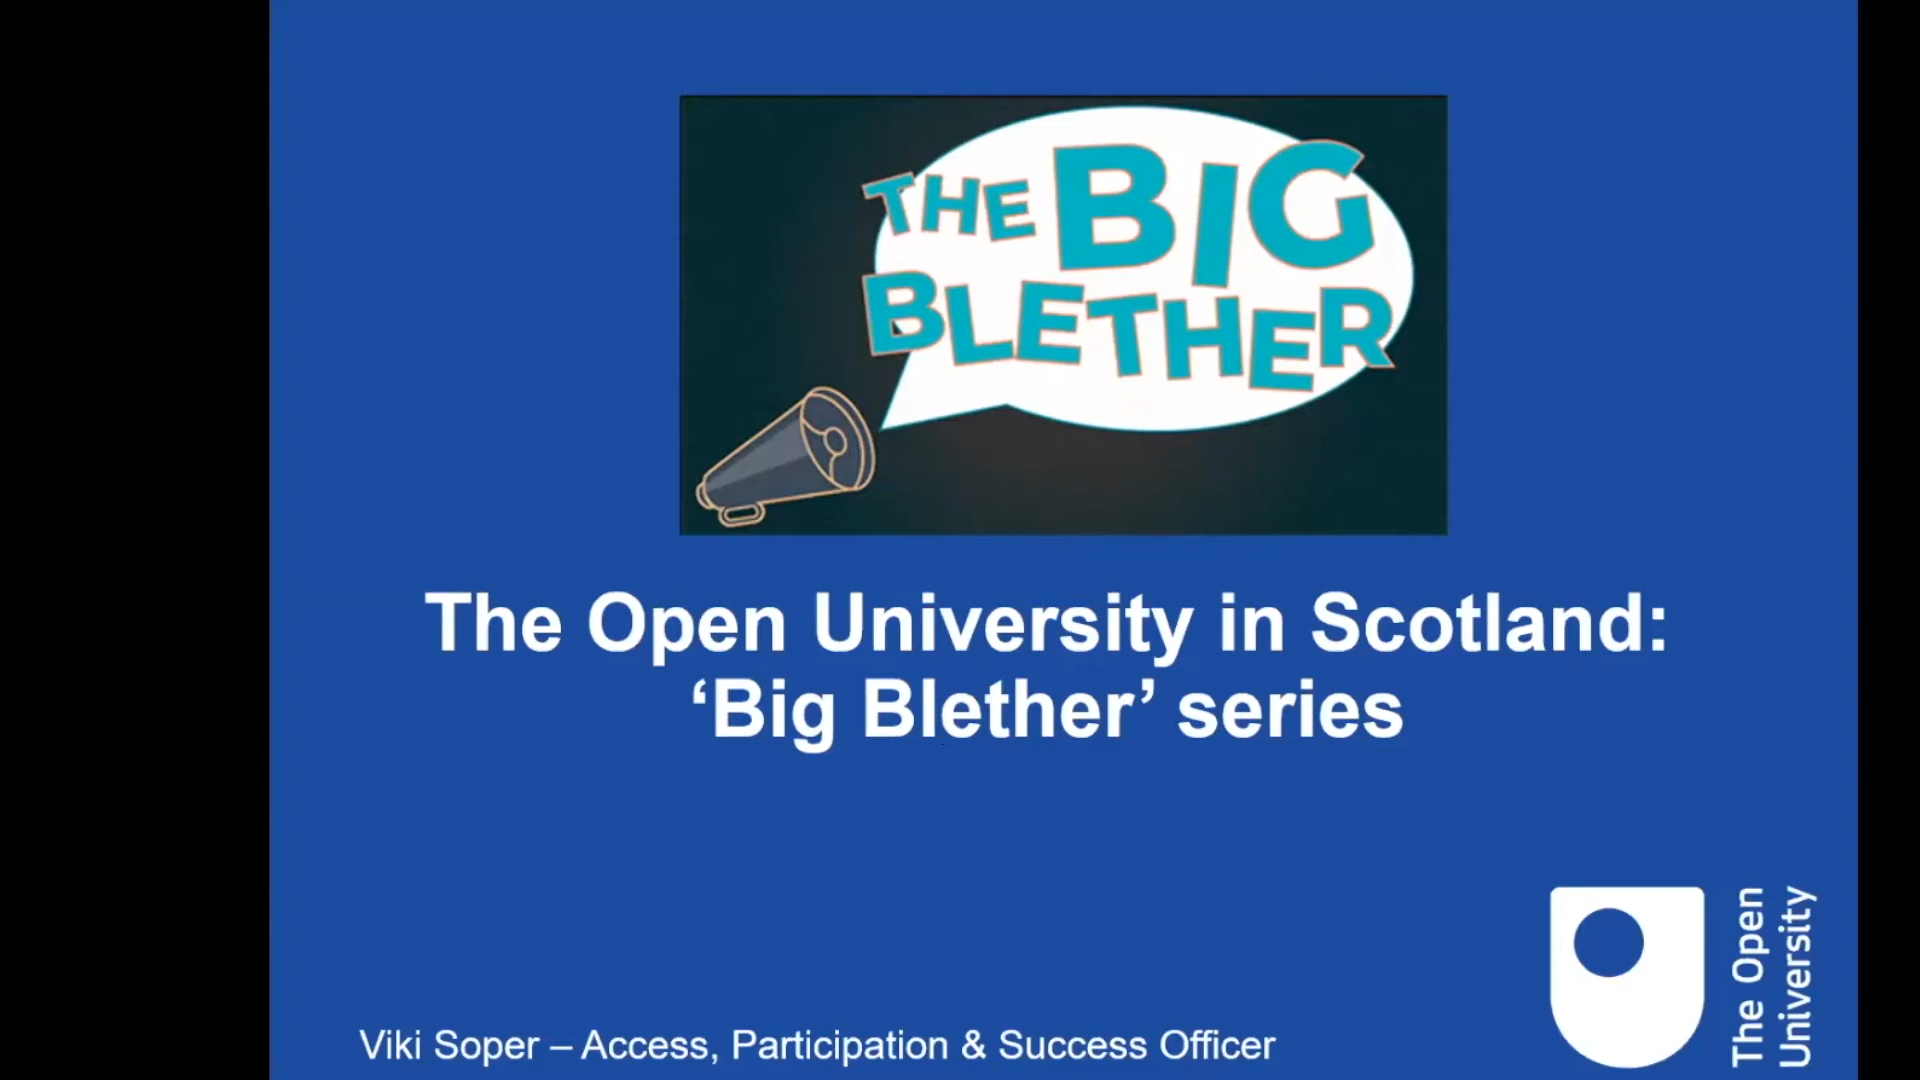 THE BIG
BLETHER
The Open University in Scotland:
‘Big Blether’ series
Viki Soper – Access, Participation & Success Officer
The Open
University